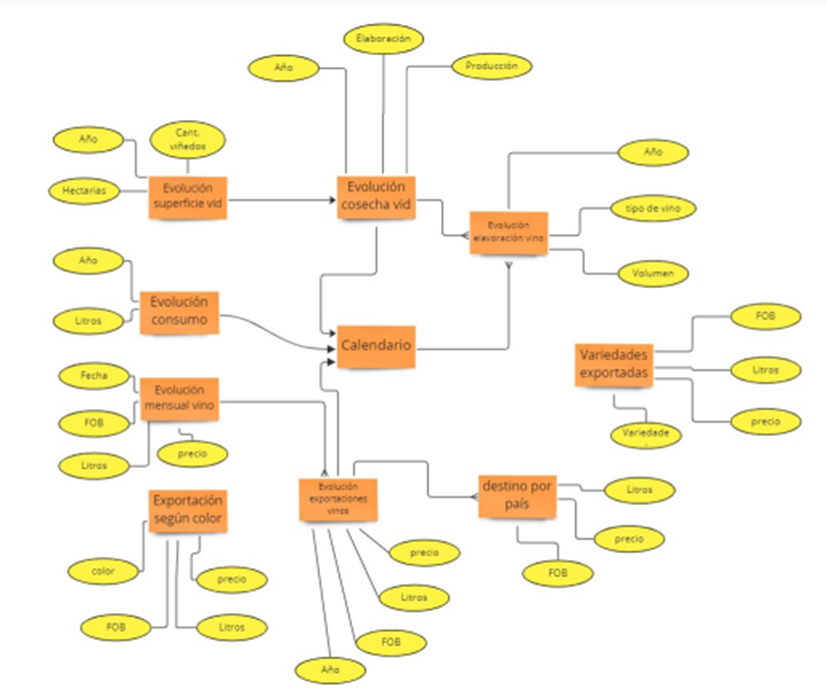 Elaboración
Año
Producción
Año
Cant.
viñedos
Hectarias
Evolución
superficie vid
Evolución
cosecha vid
Año
tipo de vino
Evolución
elavoración vino
Volumen
Año
Litros
Evolución
consumo
Calendario
FOB
Variedades
exportadas
Litros
precio
Variedade
Fecha
FOB
Litros
Evolución
mensual vino
precio
Exportación
según color
color
FOB
precio
Litros
Evolución
exportaciones
vinos
precio
Litros
FOB
Año
destino por
país
Litros
precio
FOB